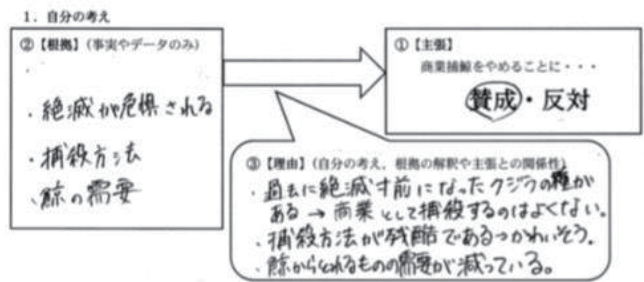 1. 自分の考え
②【根拠】(事実やデータのみ)
・絶滅が危惧される
・捕殺方法
・鯨の需要
①【主張】
商業捕鯨をやめることに・・・
賛成・反対
③【理由】(自分の考え、根拠の解釈や主張との関係性)
・過去に絶滅寸前になったクジラの種が
ある→商業として捕殺するのはよくない。
・捕殺方法が残酷であるつかわいそう。
・鯨からとれるものの需要が減っている。